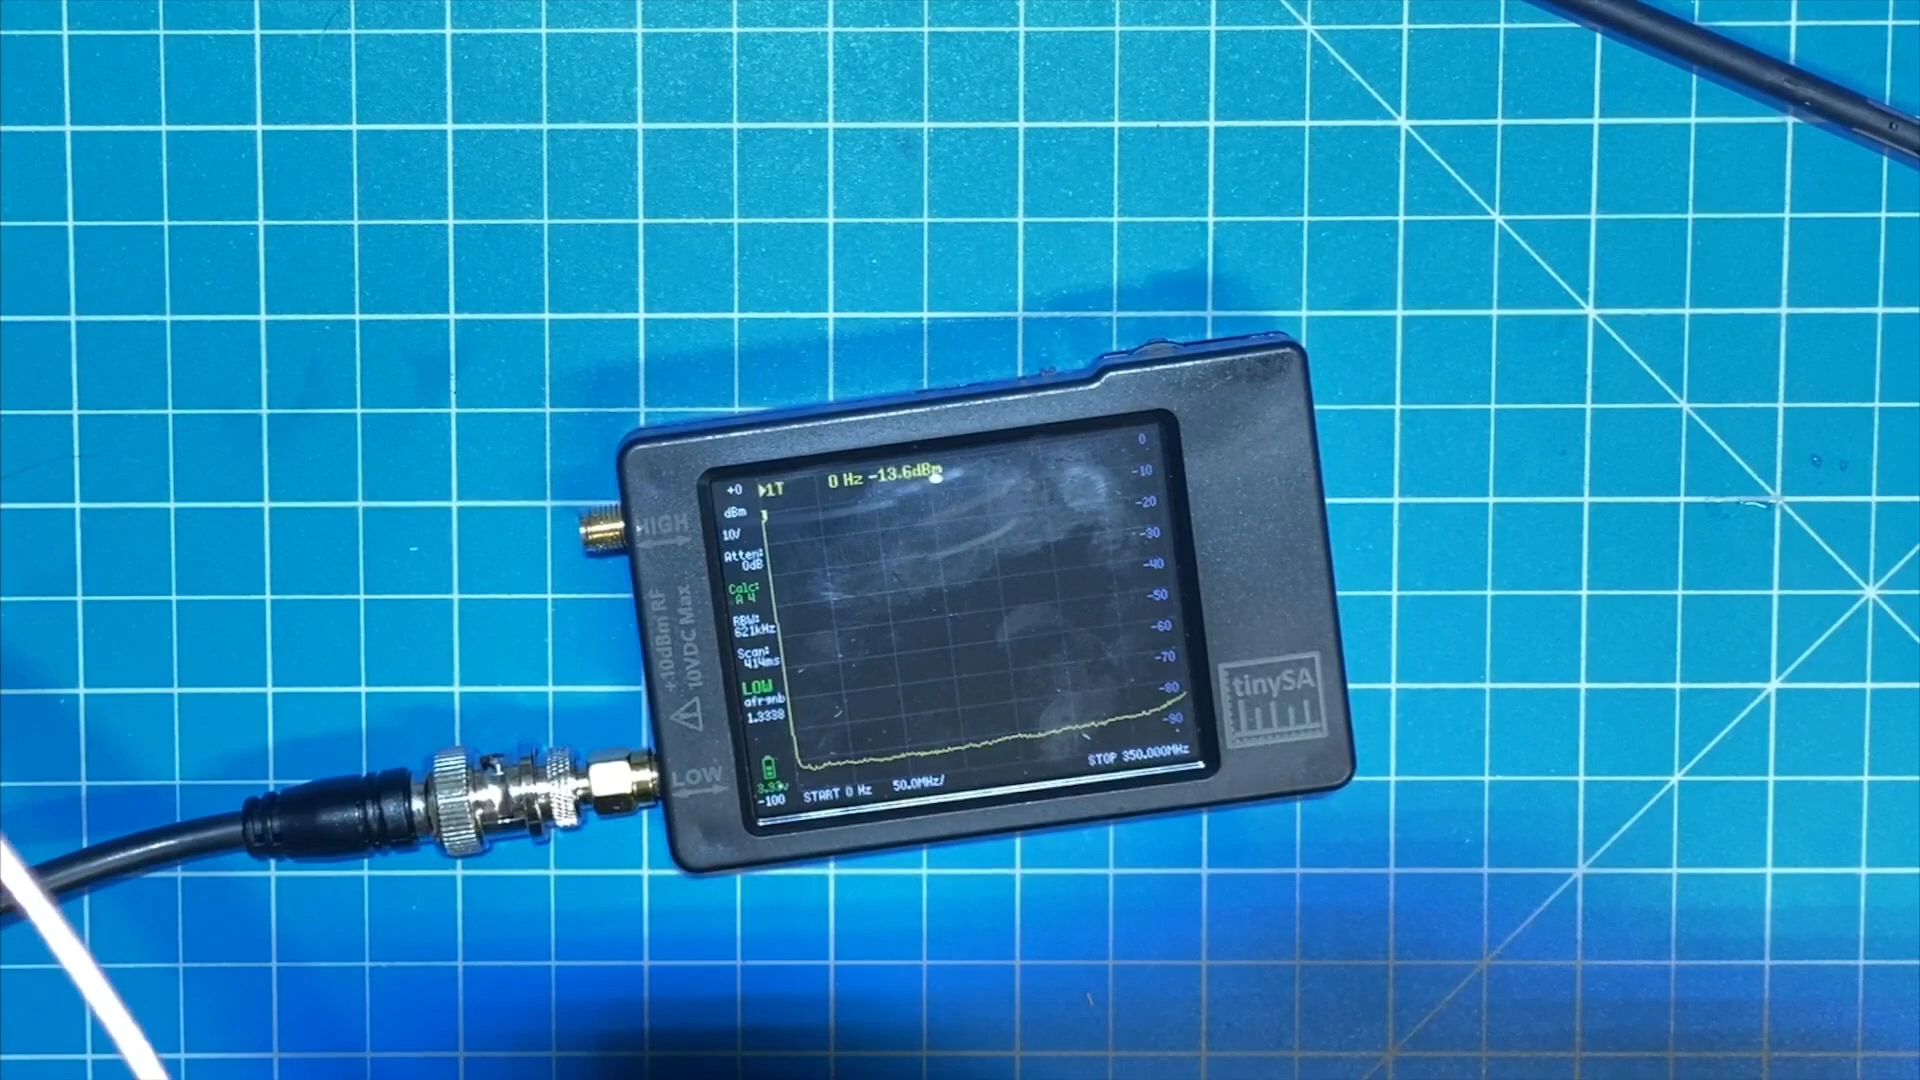 +0
▶1T 0 Hz -13.6dBm
dBm
10/
Atten:
0dB
Calc:
A 4
RBW:
621kHz
Scan:
414ms
LOW
1.3338
3.93v
-100
START 0 Hz 50.0MHz/ STOP 350.000MHz
0
-10
-20
-30
-40
-50
-60
-70
-80
-90
HIGH
+10dBm RF
10VDC Max
LOW
tinySA